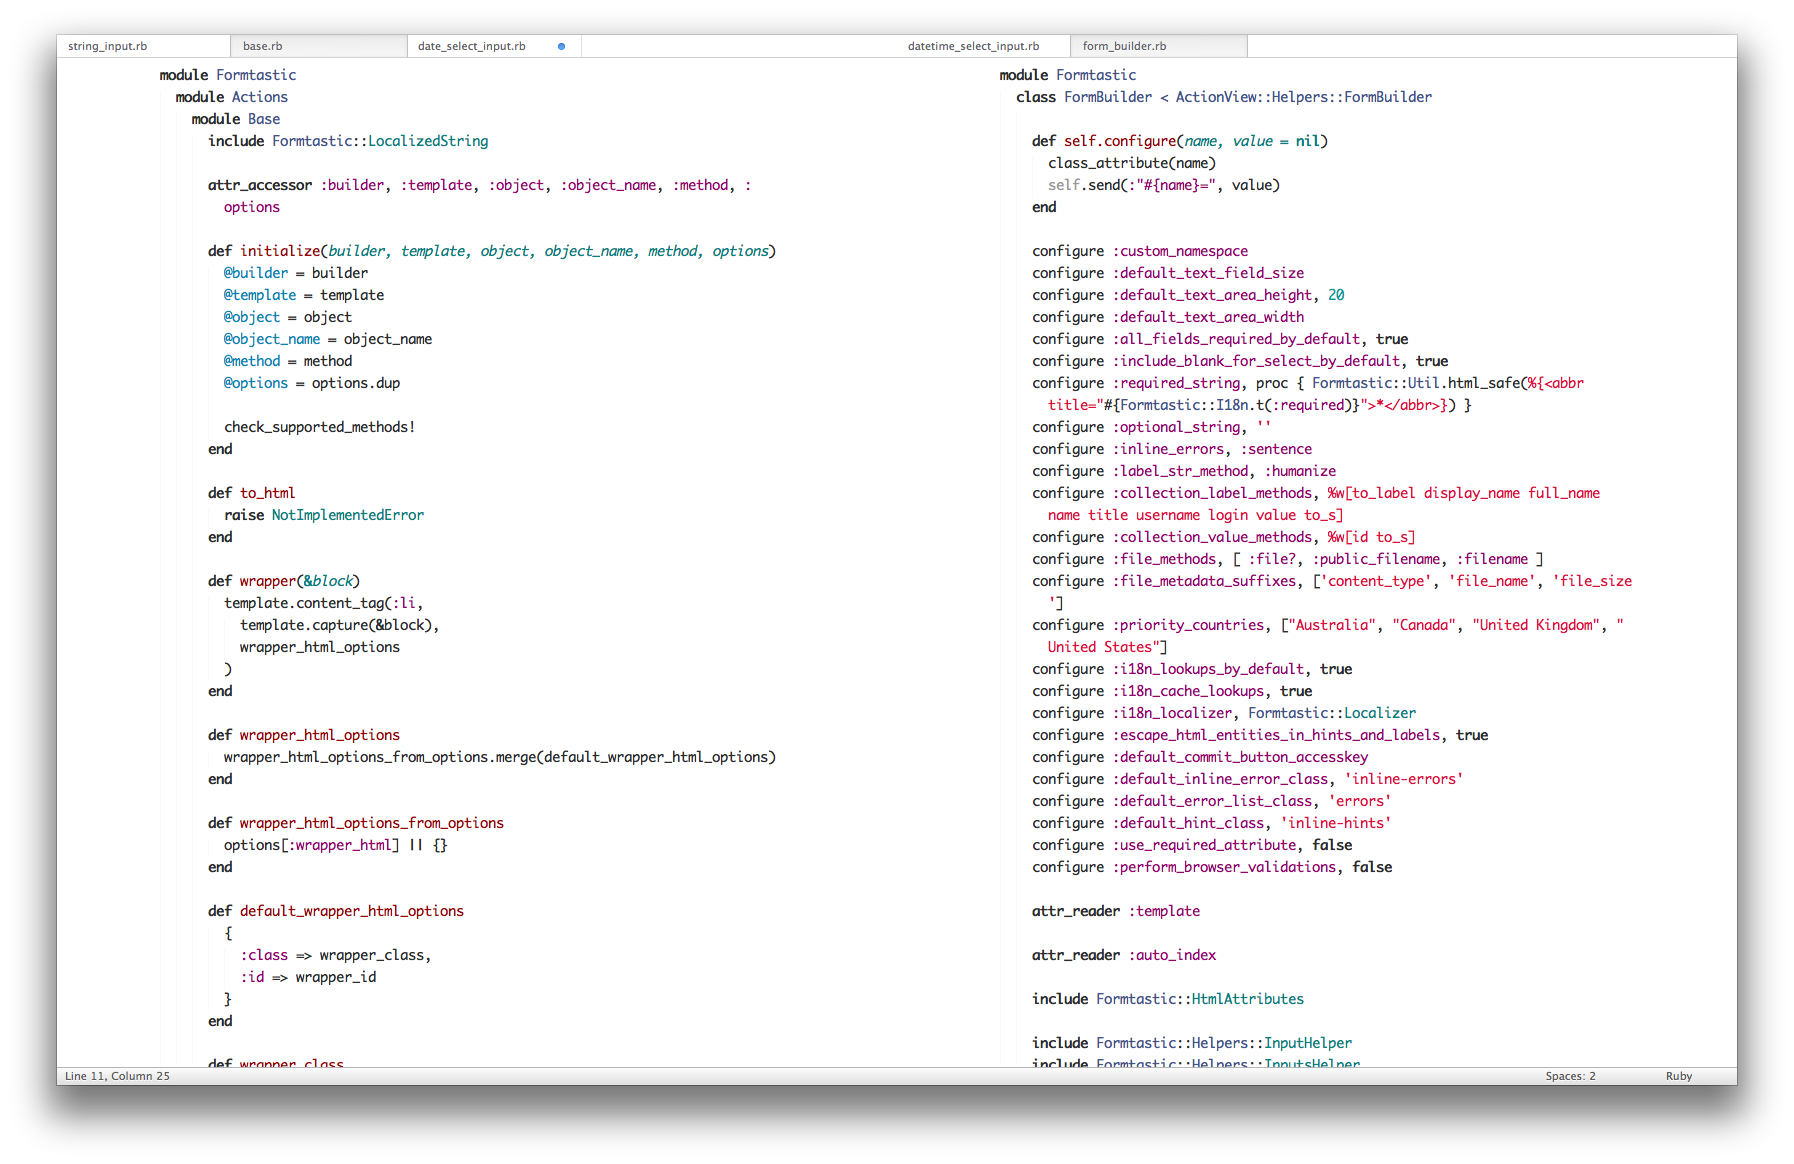 string_input.rb
base.rb
date_select_input.rb
datetime_select_input.rb
form_builder.rb
module Formtastic
module Actions
module Base
include Formtastic::LocalizedString
attr_accessor :builder, :template, :object, :object_name, :method, :
options
def initialize(builder, template, object, object_name, method, options)
@builder = builder
@template = template
@object = object
@object_name = object_name
@method = method
@options = options.dup
check_supported_methods!
end
def to_html
raise NotImplementedError
end
def wrapper(&block)
template.content_tag(:li,
template.capture(&block),
wrapper_html_options
)
end
def wrapper_html_options
wrapper_html_options_from_options.merge(default_wrapper_html_options)
end
def wrapper_html_options_from_options
options[:wrapper_html] || {}
end
def default_wrapper_html_options
{
:class => wrapper_class,
:id => wrapper_id
}
end
def wrapper_class
module Formtastic
class FormBuilder < ActionView::Helpers::FormBuilder
def self.configure(name, value = nil)
class_attribute(name)
self.send(:"#{name}=", value)
end
configure :custom_namespace
configure :default_text_field_size
configure :default_text_area_height, 20
configure :default_text_area_width
configure :all_fields_required_by_default, true
configure :include_blank_for_select_by_default, true
configure :required_string, proc { Formtastic::Util.html_safe(%{<abbr
title="#{Formtastic::I18n.t(:required)}">*</abbr>}) }
configure :optional_string, ''
configure :inline_errors, :sentence
configure :label_str_method, :humanize
configure :collection_label_methods, %w[to_label display_name full_name
name title username login value to_s]
configure :collection_value_methods, %w[id to_s]
configure :file_methods, [ :file?, :public_filename, :filename ]
configure :file_metadata_suffixes, ['content_type', 'file_name', 'file_size
']
configure :priority_countries, ["Australia", "Canada", "United Kingdom", "
United States"]
configure :i18n_lookups_by_default, true
configure :i18n_cache_lookups, true
configure :i18n_localizer, Formtastic::Localizer
configure :escape_html_entities_in_hints_and_labels, true
configure :default_commit_button_accesskey
configure :default_inline_error_class, 'inline-errors'
configure :default_error_list_class, 'errors'
configure :default_hint_class, 'inline-hints'
configure :use_required_attribute, false
configure :perform_browser_validations, false
attr_reader :template
attr_reader :auto_index
include Formtastic::HtmlAttributes
include Formtastic::Helpers::InputHelper
include Formtastic::Helpers::InputsHelper
Line 11, Column 25
Spaces: 2
Ruby